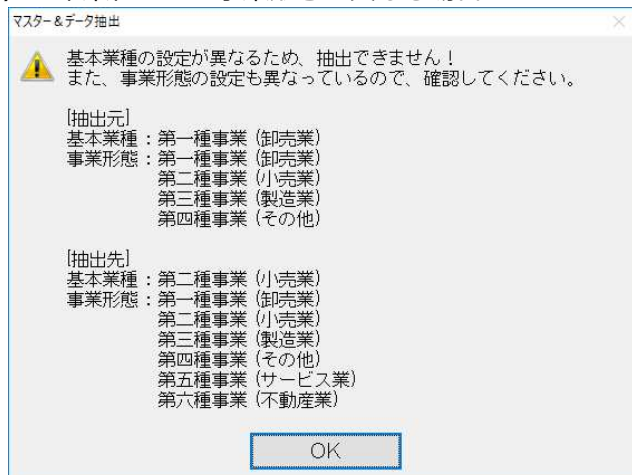 マスター&データ抽出
基本業種の設定が異なるため、抽出できません！
また、事業形態の設定も異なっているので、確認してください。
[抽出元]
基本業種：第一種事業（卸売業）
事業形態：第一種事業（卸売業）
第二種事業（小売業）
第三種事業（製造業）
第四種事業（その他）
[抽出先]
基本業種：第二種事業（小売業）
事業形態：第一種事業（卸売業）
第二種事業（小売業）
第三種事業（製造業）
第四種事業（その他）
第五種事業（サービス業）
第六種事業（不動産業）
OK